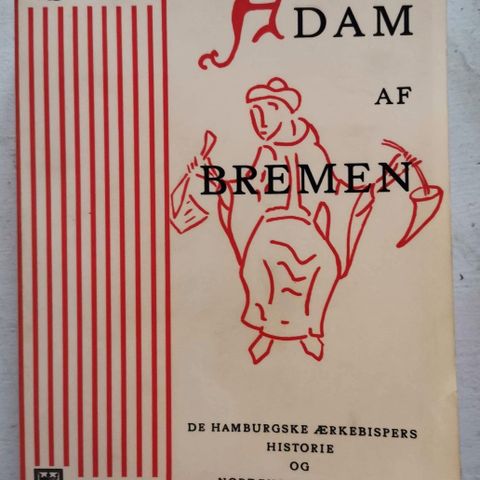 ADAM
AF
BREMEN
DE HAMBURGSKE ÆRKEBISPERS
HISTORIE
OG